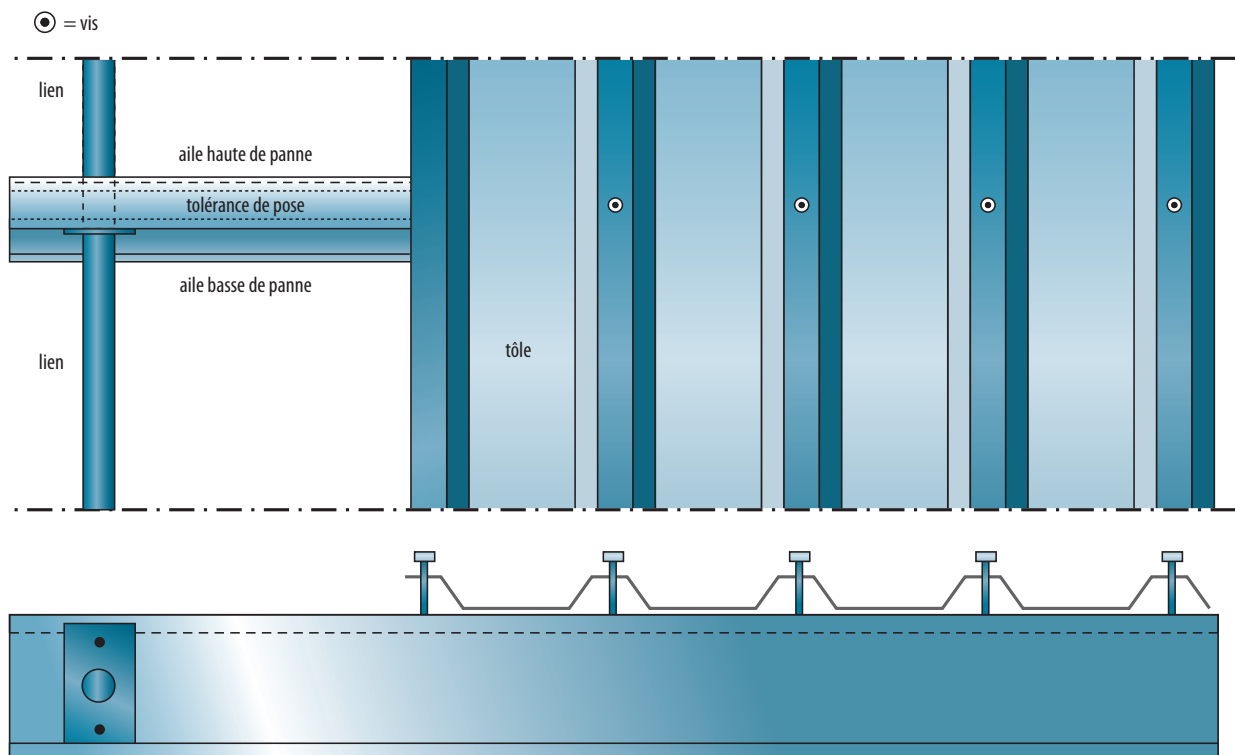 = vis
lien
aile haute de panne
tolérance de pose
aile basse de panne
tôle
lien